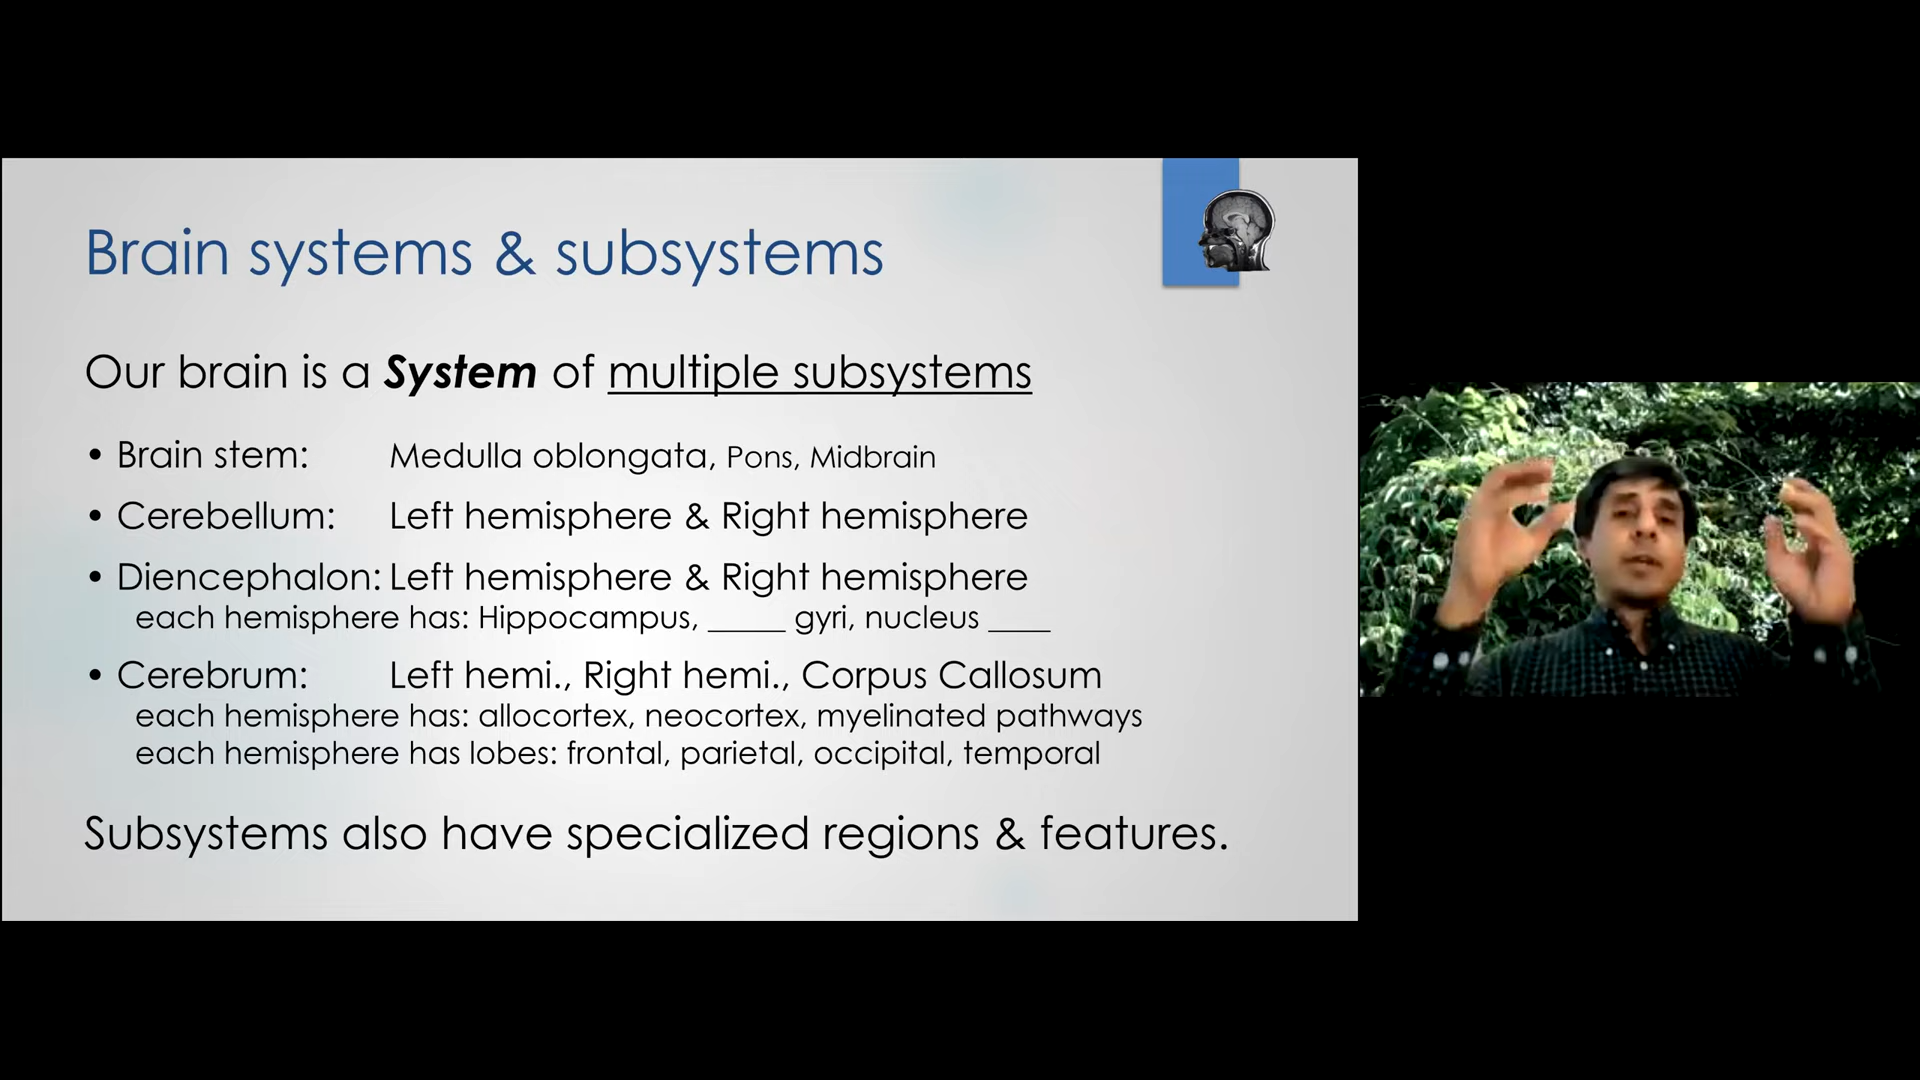 Brain systems & subsystems
Our brain is a System of multiple subsystems
• Brain stem: Medulla oblongata, Pons, Midbrain
• Cerebellum: Left hemisphere & Right hemisphere
• Diencephalon: Left hemisphere & Right hemisphere
each hemisphere has: Hippocampus, _____ gyri, nucleus ____
• Cerebrum: Left hemi., Right hemi., Corpus Callosum
each hemisphere has: allocortex, neocortex, myelinated pathways
each hemisphere has lobes: frontal, parietal, occipital, temporal
Subsystems also have specialized regions & features.